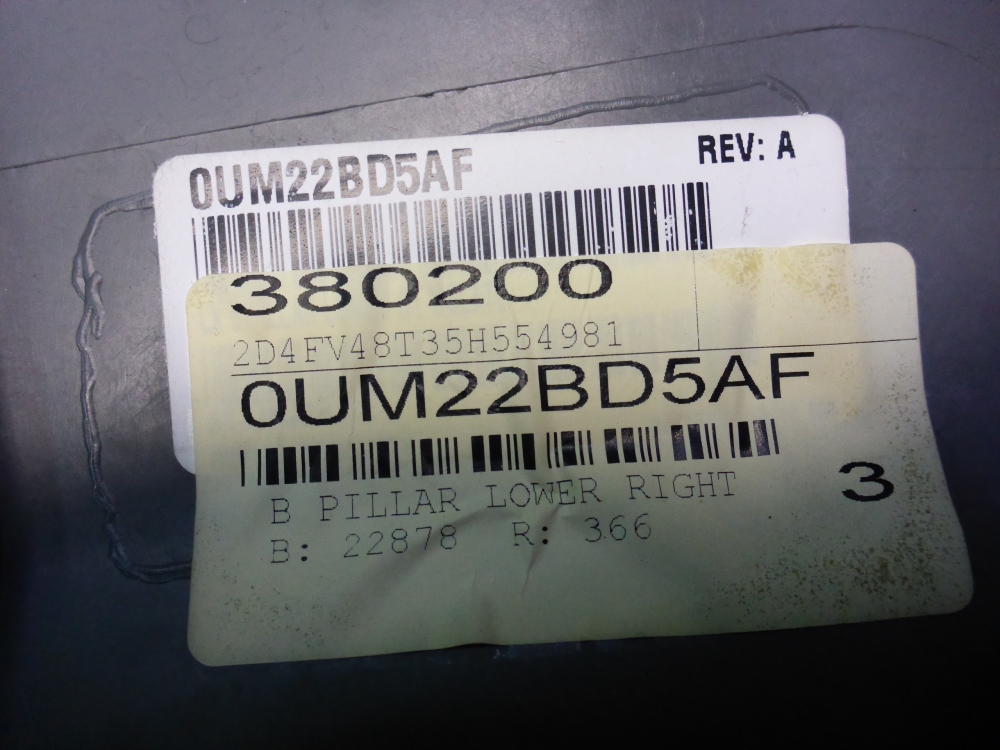 0UM22BD5AF
REV: A
380200
2D4FV48T35H554981
0UM22BD5AF
B PILLAR LOWER RIGHT
3
B: 22878 R: 366